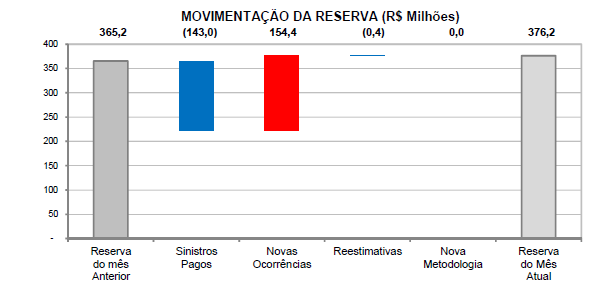 MOVIMENTAÇÃO DA RESERVA (R$ Milhões)
365,2 (143,0) 154,4 (0,4) 0,0 376,2
400
350
300
250
200
150
100
50
-
Reserva do mês Anterior
Sinistros Pagos
Novas Ocorrências
Reestimativas
Nova Metodologia
Reserva do Mês Atual